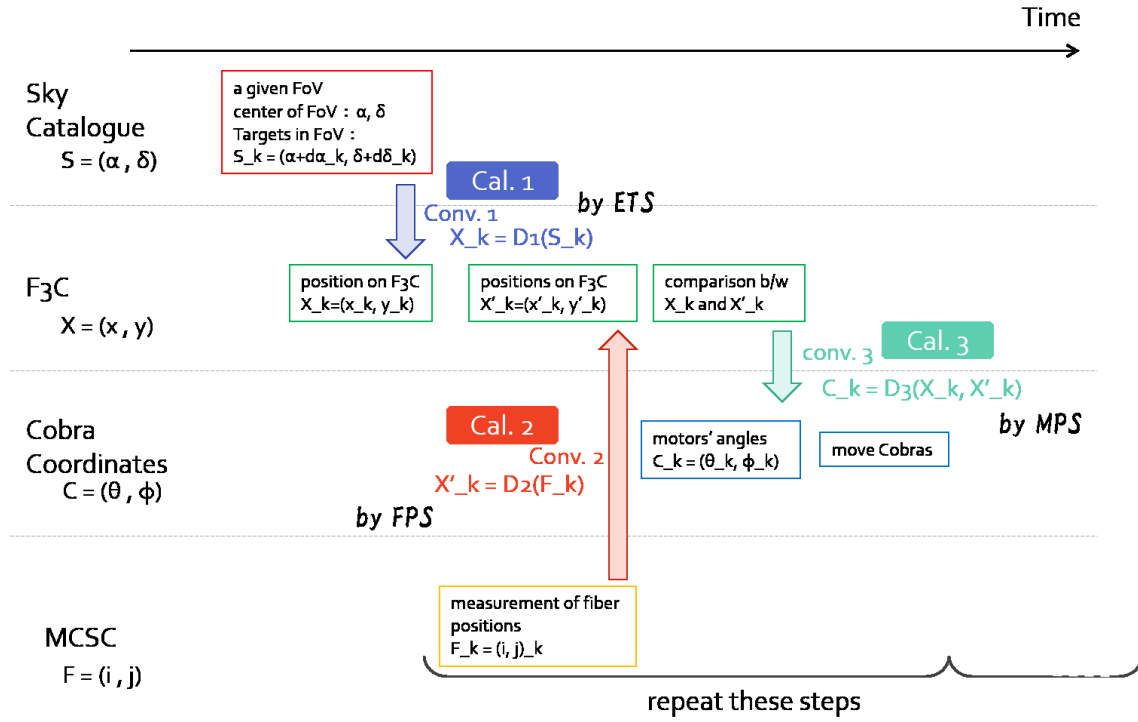 Time
Sky
Catalogue
S = (α , δ)
a given FoV
center of FoV : α, δ
Targets in FoV :
S_k = (α+dα_k, δ+dδ_k)
Cal. 1
by ETS
Conv. 1
X_k = D1(S_k)
F3C
X = (x , y)
position on F3C
X_k=(x_k, y_k)
positions on F3C
X'_k=(x'_k, y'_k)
comparison b/w
X_k and X'_k
conv. 3
Cal. 3
C_k = D3(X_k, X'_k)
by MPS
Cobra
Coordinates
C = (θ , ϕ)
Cal. 2
Conv. 2
X'_k = D2(F_k)
by FPS
motors' angles
C_k = (θ_k, ϕ_k)
move Cobras
MCSC
F = (i , j)
measurement of fiber
positions
F_k = (i, j)_k
repeat these steps